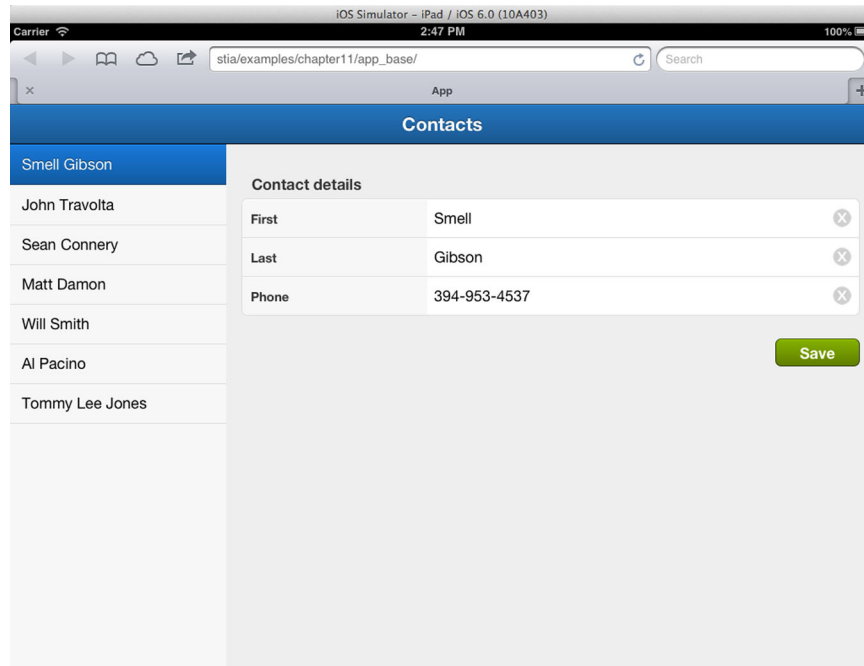 iOS Simulator – iPad / iOS 6.0 (10A403)
Carrier 2:47 PM 100%
stia/examples/chapter11/app_base/ Search
App
Contacts
Smell Gibson
John Travolta
Sean Connery
Matt Damon
Will Smith
Al Pacino
Tommy Lee Jones
Contact details
First Smell
Last Gibson
Phone 394-953-4537
Save